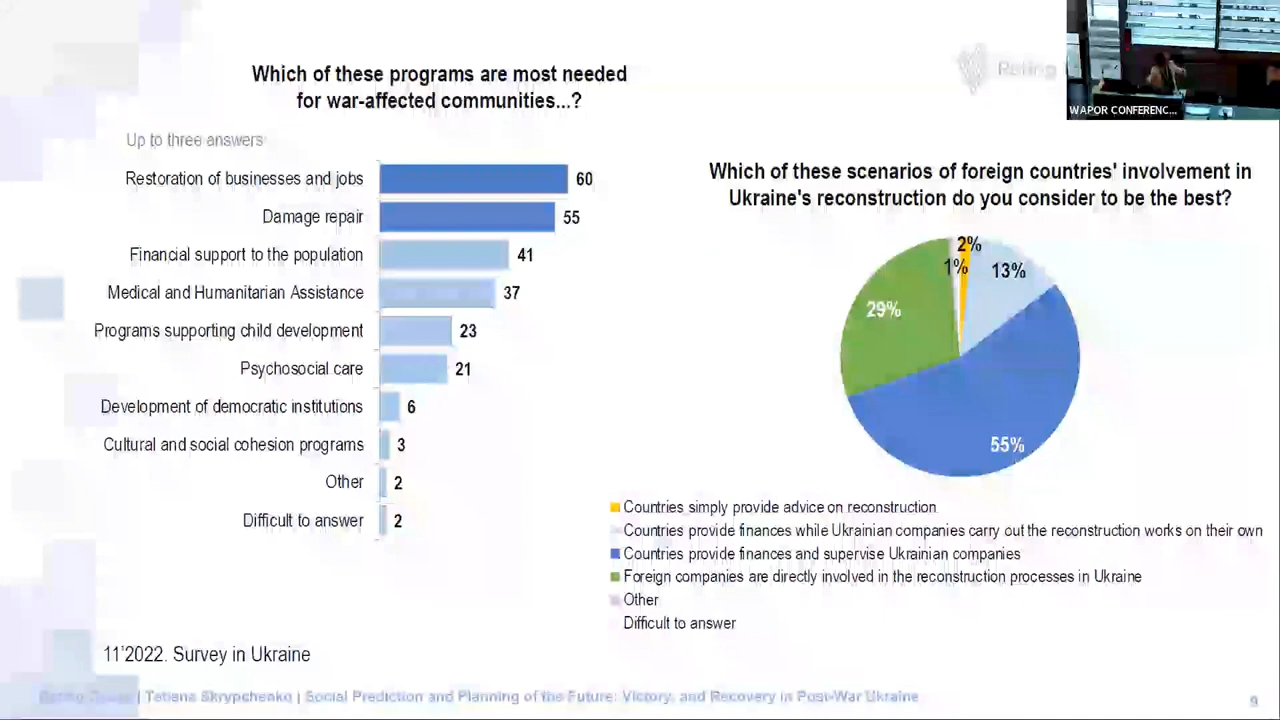 Which of these programs are most needed
for war-affected communities...?
Rating
WAPOR CONFERENC...
Up to three answers
Restoration of businesses and jobs 60
Damage repair 55
Financial support to the population 41
Medical and Humanitarian Assistance 37
Programs supporting child development 23
Psychosocial care 21
Development of democratic institutions 6
Cultural and social cohesion programs 3
Other 2
Difficult to answer 2
Which of these scenarios of foreign countries' involvement in
Ukraine's reconstruction do you consider to be the best?
2%
1%
13%
29%
55%
Countries simply provide advice on reconstruction
Countries provide finances while Ukrainian companies carry out the reconstruction works on their own
Countries provide finances and supervise Ukrainian companies
Foreign companies are directly involved in the reconstruction processes in Ukraine
Other
Difficult to answer
11'2022. Survey in Ukraine
Rating Group | Tetiana Skrypchenko | Social Prediction and Planning of the Future: Victory, and Recovery in Post-War Ukraine
9